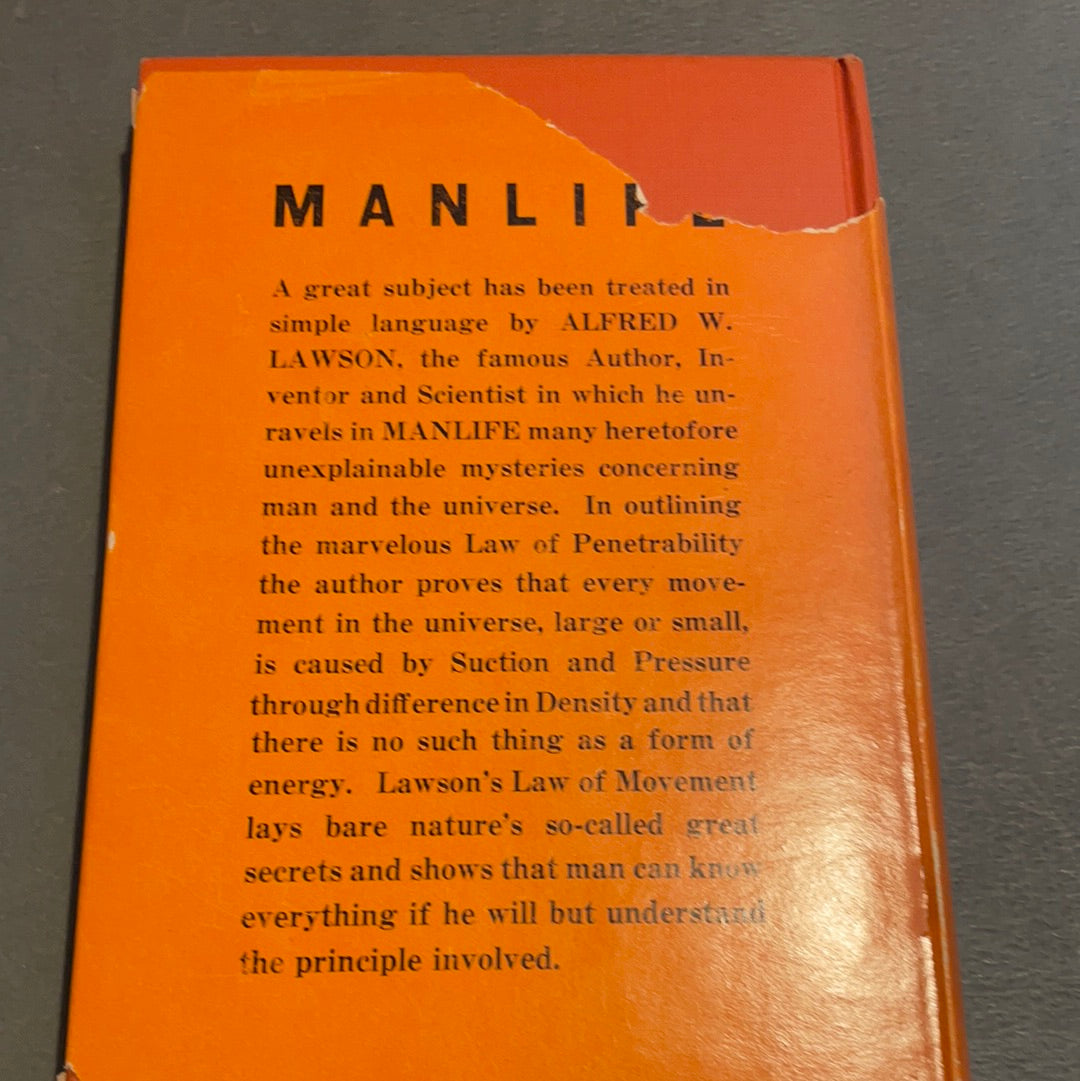 MANLIFE
A great subject has been treated in
simple language by ALFRED W.
LAWSON, the famous Author, In-
ventor and Scientist in which he un-
ravels in MANLIFE many heretofore
unexplainable mysteries concerning
man and the universe. In outlining
the marvelous Law of Penetrability
the author proves that every move-
ment in the universe, large or small,
is caused by Suction and Pressure
through difference in Density and that
there is no such thing as a form of
energy. Lawson's Law of Movement
lays bare nature's so-called great
secrets and shows that man can know
everything if he will but understand
the principle involved.